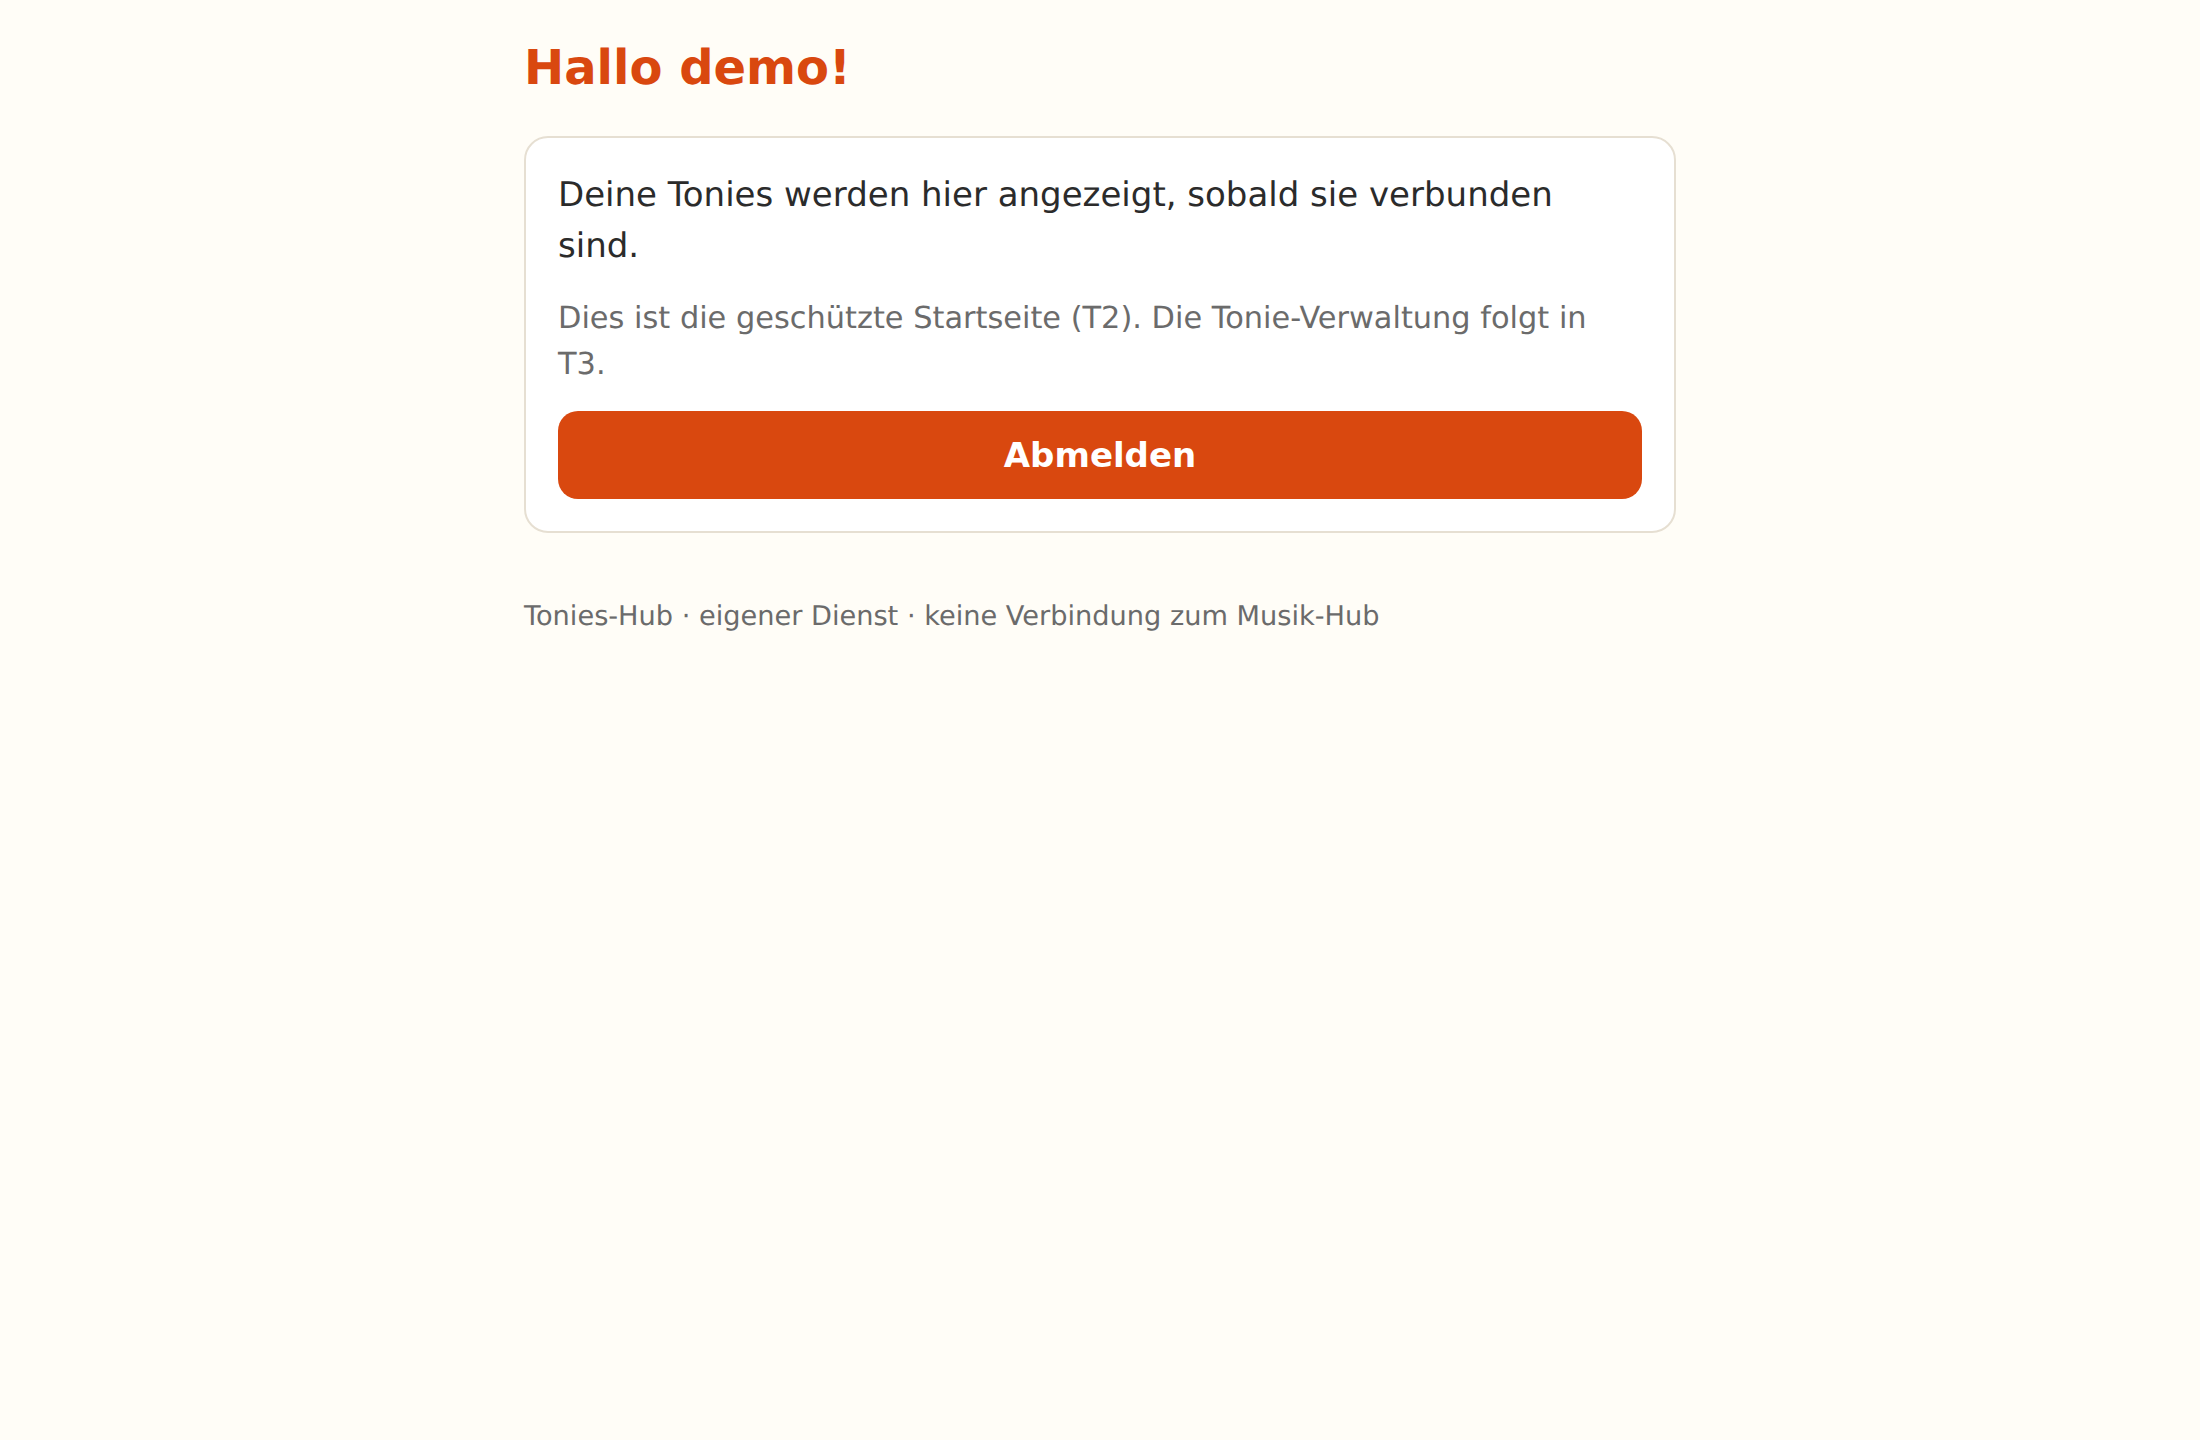 Hallo demo!
Deine Tonies werden hier angezeigt, sobald sie verbunden
sind.
Dies ist die geschützte Startseite (T2). Die Tonie-Verwaltung folgt in
T3.
Abmelden
Tonies-Hub · eigener Dienst · keine Verbindung zum Musik-Hub